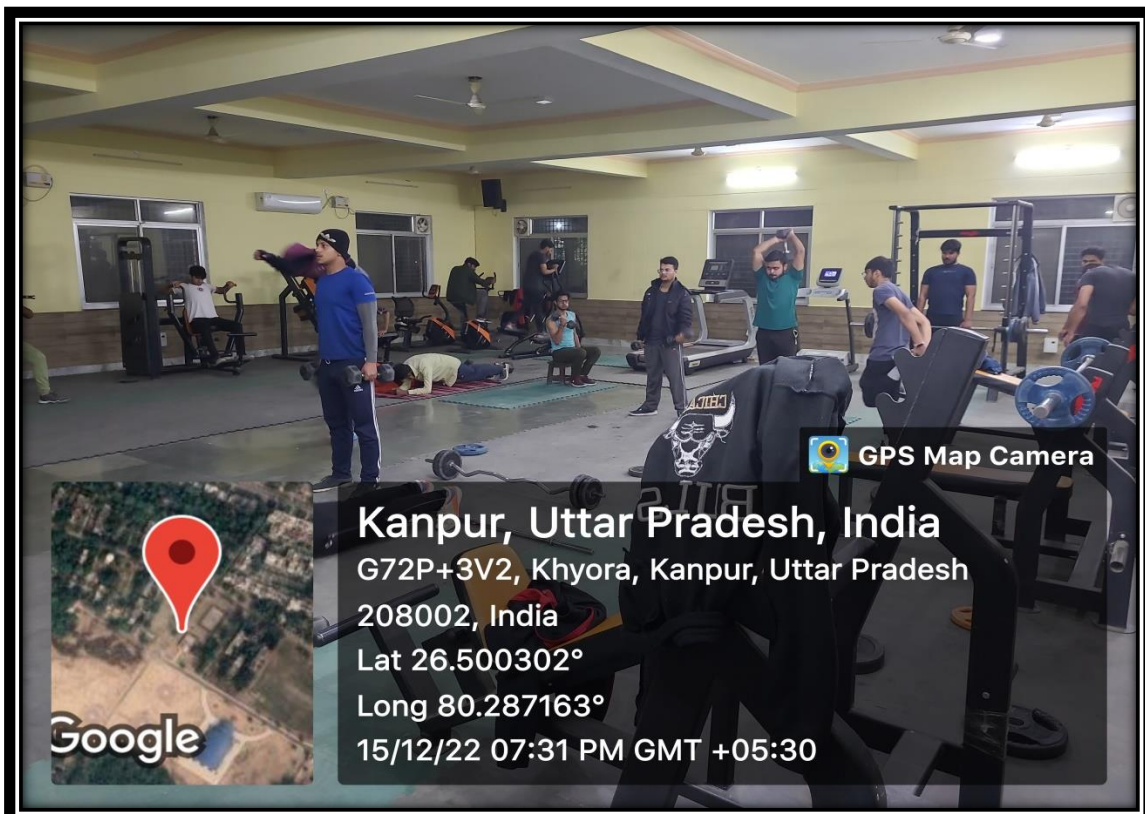 GPS Map Camera
Kanpur, Uttar Pradesh, India
G72P+3V2, Khyora, Kanpur, Uttar Pradesh
208002, India
Lat 26.500302°
Long 80.287163°
15/12/22 07:31 PM GMT +05:30
Google
BULLS